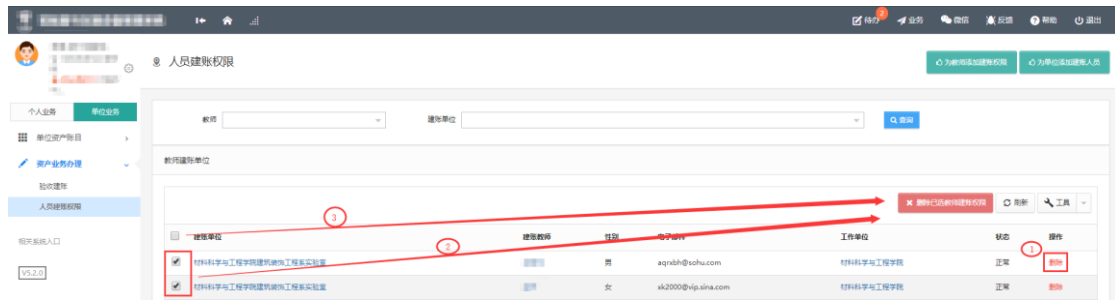 待办 2 业务 微信 反馈 帮助 退出
人员建账权限
为教师添加建账权限 为单位添加建账人员
个人业务 单位业务
教师 建账单位 查询
单位资产账目
资产业务办理
教师建账单位
验收建账
人员建账权限
删除已选教师建账权限 刷新 工具
3
相关系统入口
建账单位 建账教师 性别 电子邮件 工作单位 状态 操作
2
1
材料科学与工程学院建筑装饰工程系实验室 男 aqrxbh@sohu.com 材料科学与工程学院 正常 删除
V5.2.0
材料科学与工程学院建筑装饰工程系实验室 女 sk2000@vip.sina.com 材料科学与工程学院 正常 删除